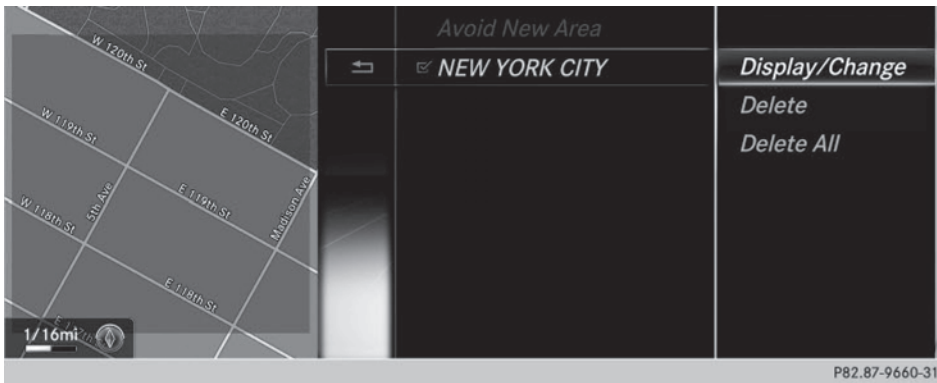 W 120th St
E 120th St
W 119th St
E 119th St
5th Ave
Madison Ave
W 118th St
E 118th St
1/16mi
Avoid New Area
NEW YORK CITY
Display/Change
Delete
Delete All
P82.87-9660-31